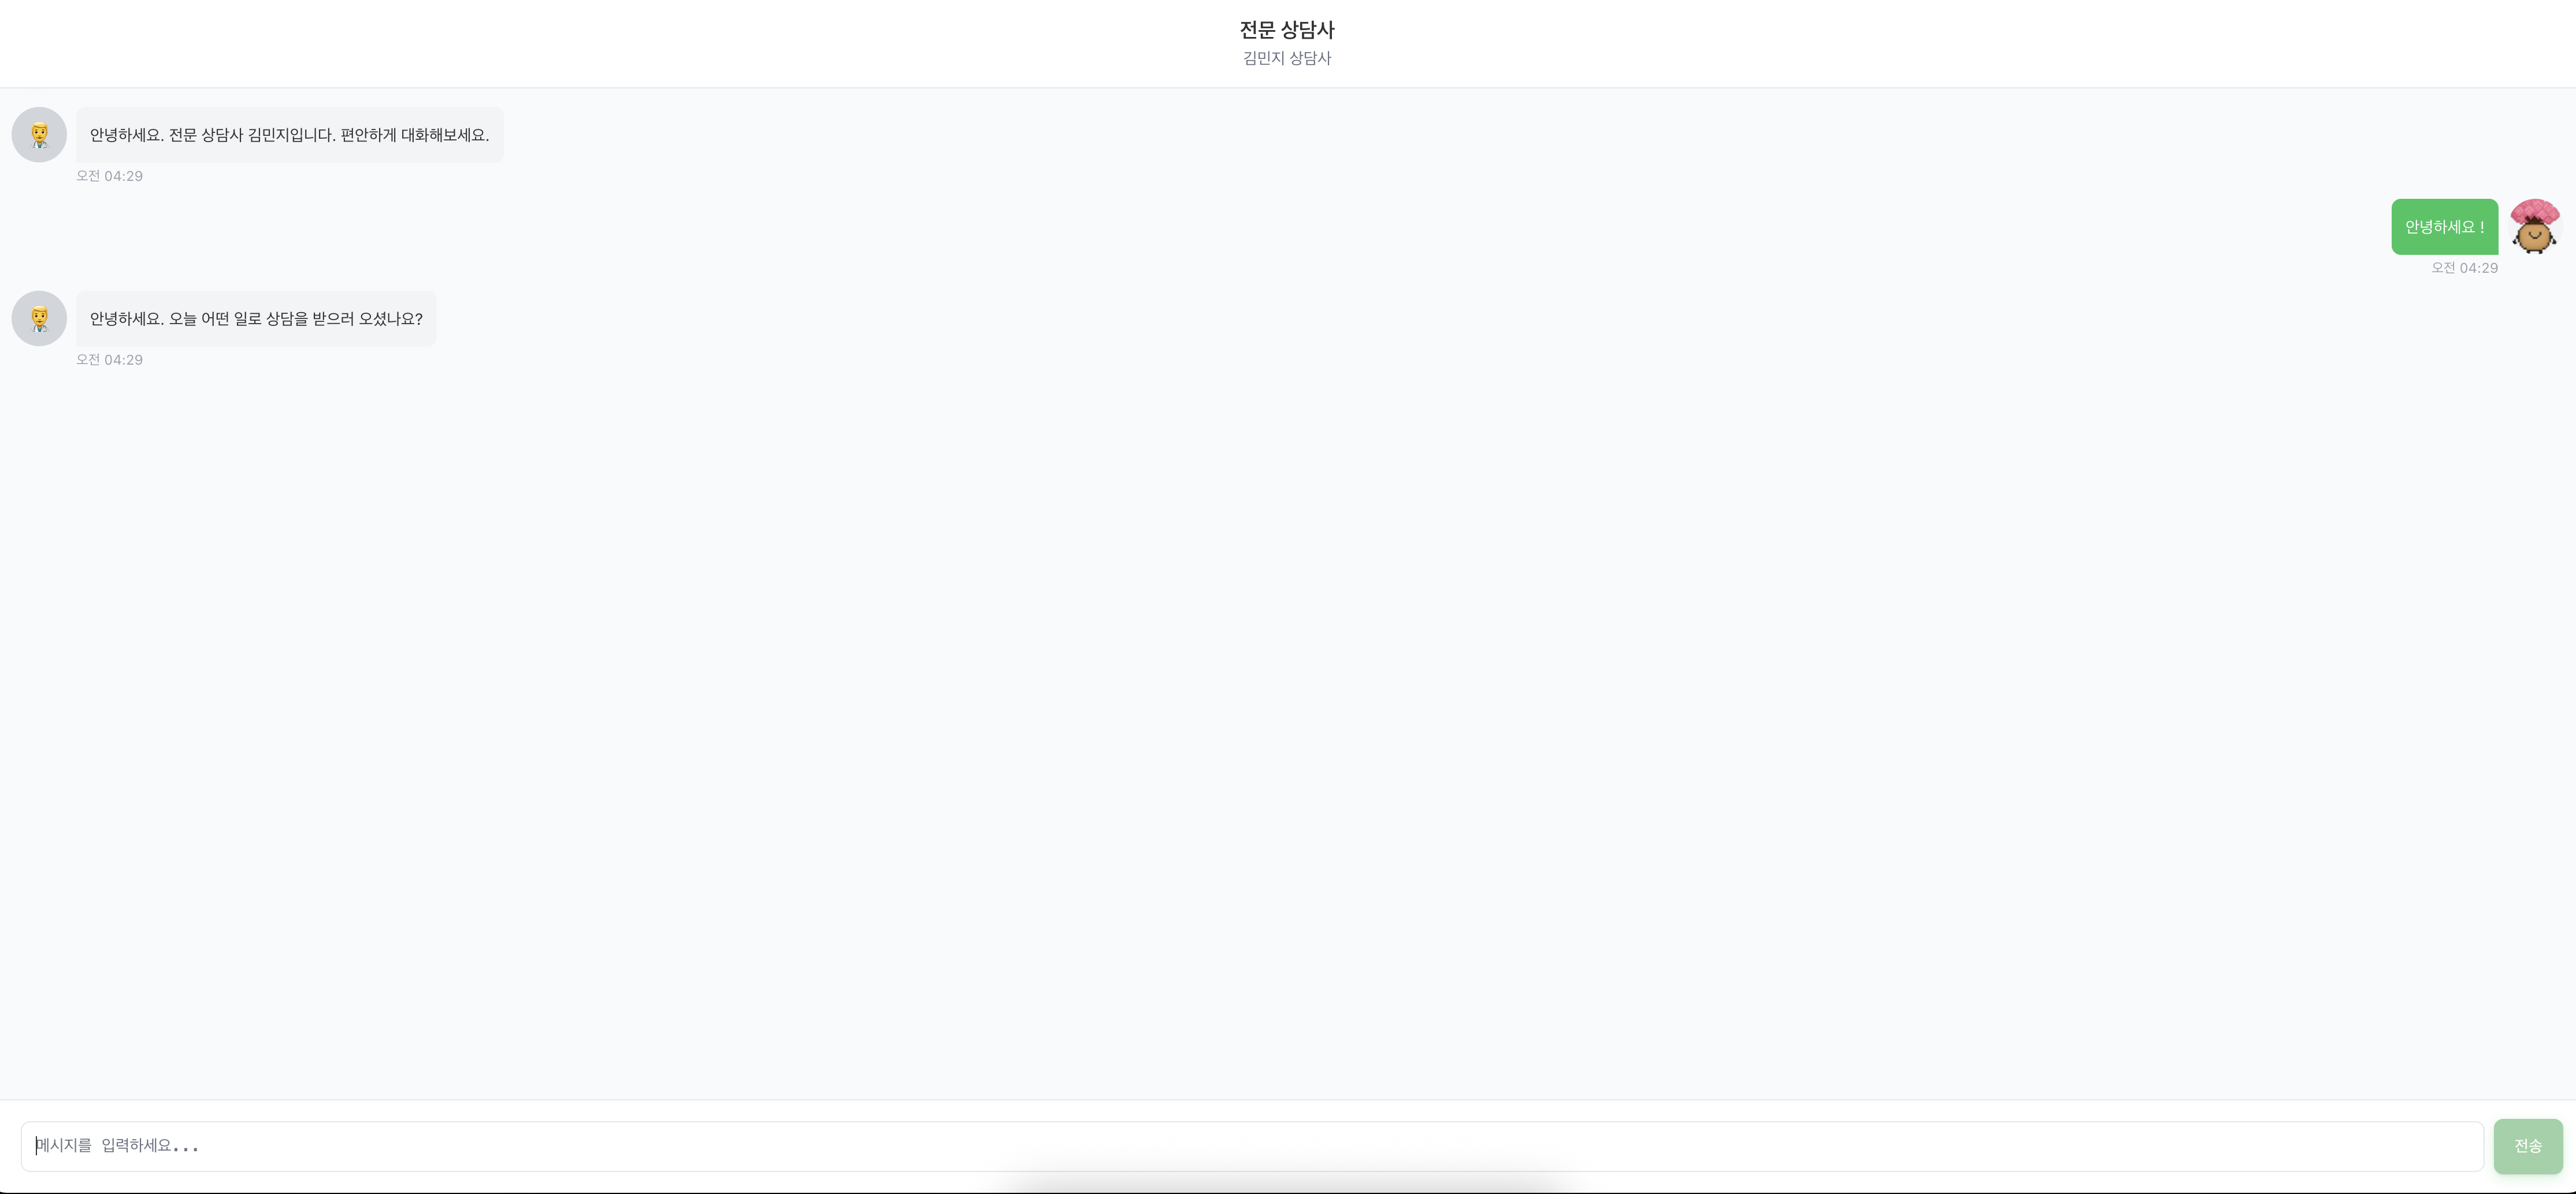 전문 상담사
김민지 상담사
안녕하세요. 전문 상담사 김민지입니다. 편안하게 대화해보세요.
오전 04:29
안녕하세요 !
오전 04:29
안녕하세요. 오늘 어떤 일로 상담을 받으러 오셨나요?
오전 04:29
메시지를 입력하세요...
전송